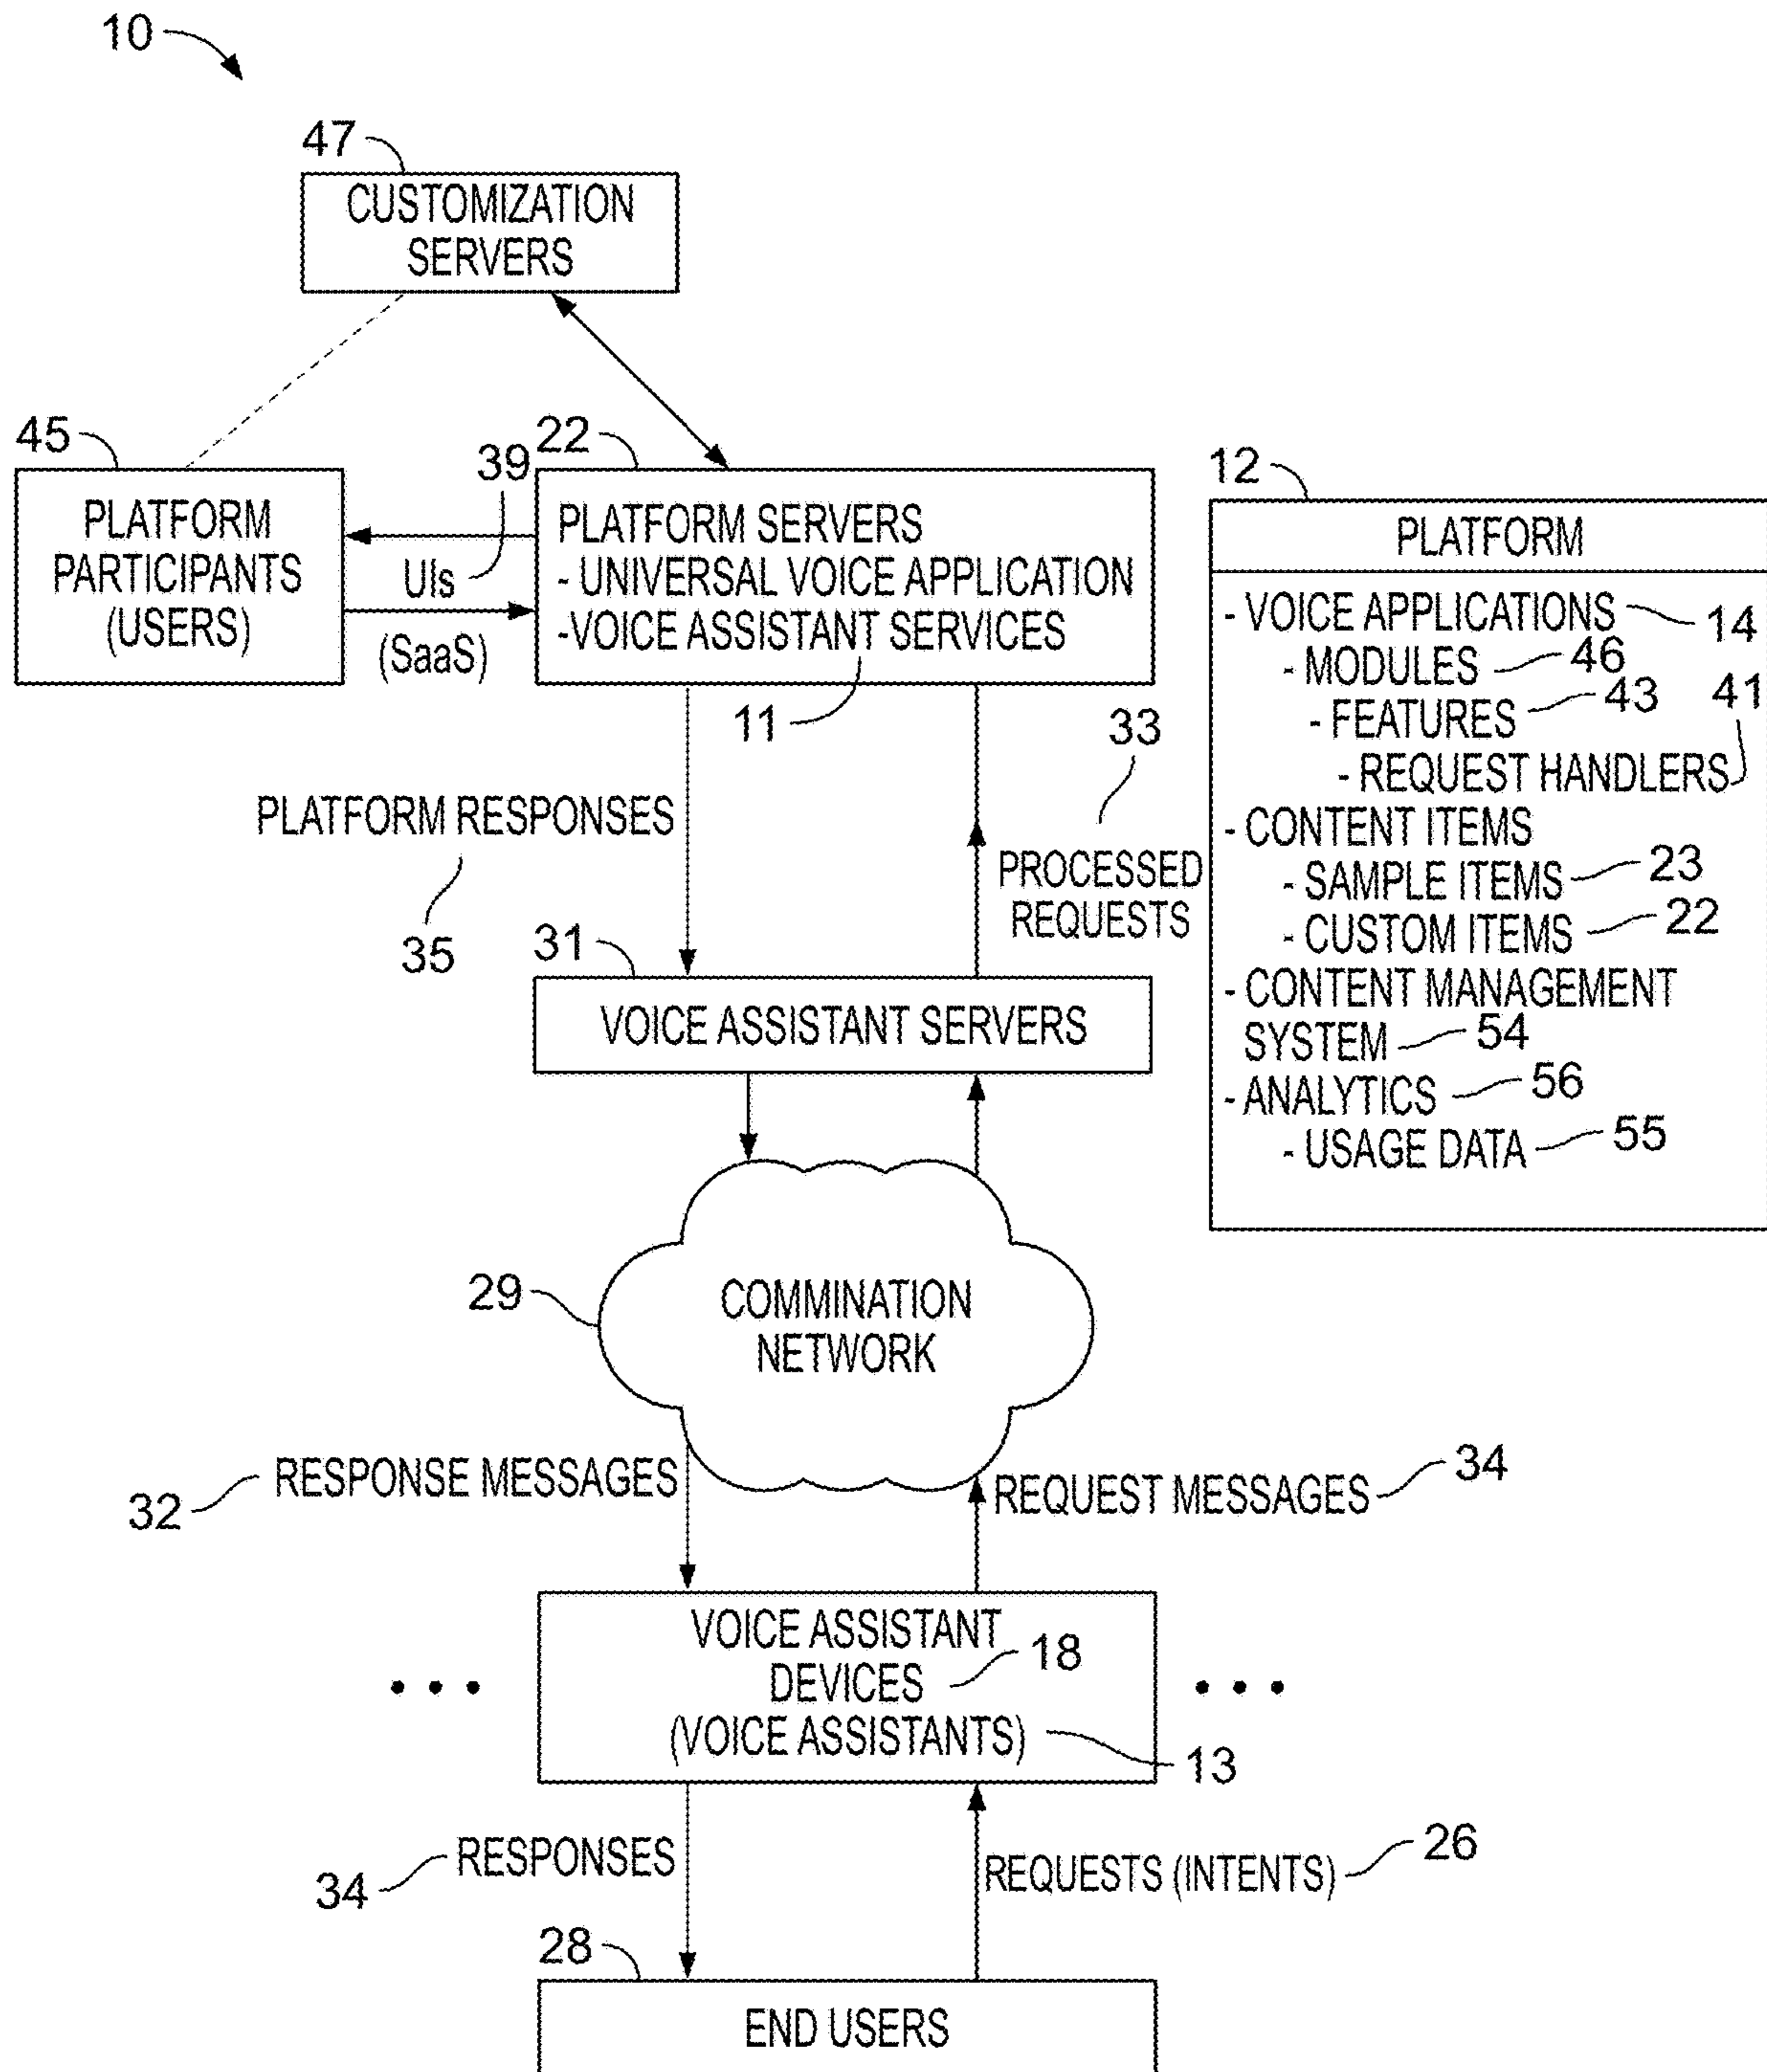 10
47
CUSTOMIZATION
SERVERS
45
PLATFORM
PARTICIPANTS
(USERS)
39
UIs
(SaaS)
22
PLATFORM SERVERS
- UNIVERSAL VOICE APPLICATION
-VOICE ASSISTANT SERVICES
11
12
PLATFORM
- VOICE APPLICATIONS 14
- MODULES 46
- FEATURES 43
- REQUEST HANDLERS 41
- CONTENT ITEMS
- SAMPLE ITEMS 23
- CUSTOM ITEMS 22
- CONTENT MANAGEMENT
SYSTEM 54
- ANALYTICS 56
- USAGE DATA 55
PLATFORM RESPONSES
35
33
PROCESSED
REQUESTS
31
VOICE ASSISTANT SERVERS
29
COMMINATION
NETWORK
32
RESPONSE MESSAGES
REQUEST MESSAGES 34
VOICE ASSISTANT
DEVICES 18
(VOICE ASSISTANTS)
13
34
RESPONSES
REQUESTS (INTENTS) 26
28
END USERS